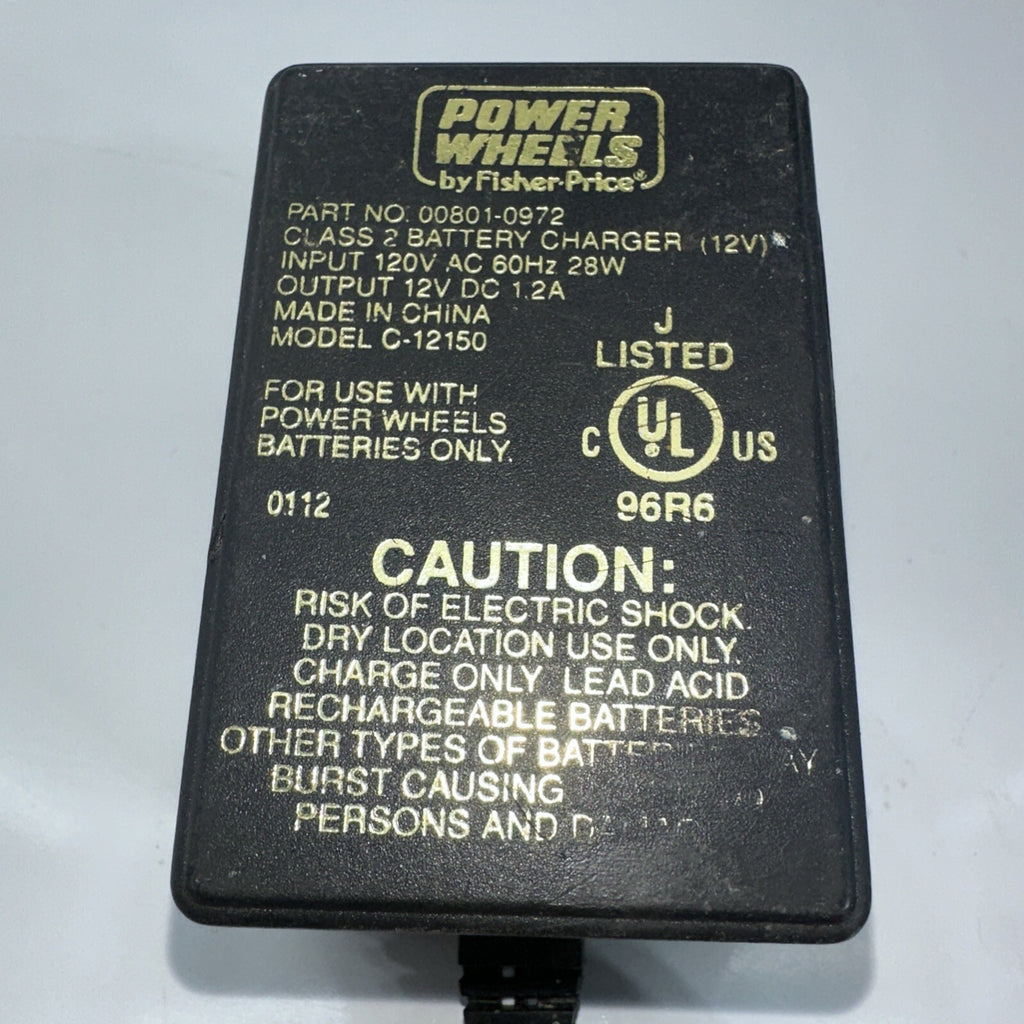 POWER
WHEELS
by Fisher-Price®
PART NO. 00801-0972
CLASS 2 BATTERY CHARGER (12V)
INPUT 120V AC 60Hz 28W
OUTPUT 12V DC 1.2A
MADE IN CHINA
MODEL C-12150
J
LISTED
FOR USE WITH
POWER WHEELS
BATTERIES ONLY.
C UL US
0112
96R6
CAUTION:
RISK OF ELECTRIC SHOCK.
DRY LOCATION USE ONLY.
CHARGE ONLY LEAD ACID
RECHARGEABLE BATTERIES
OTHER TYPES OF
BURST CAUSING
PERSONS AND